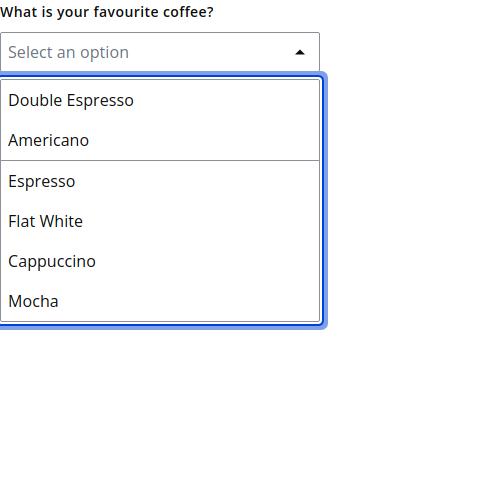 What is your favourite coffee?
Select an option
Double Espresso
Americano
Espresso
Flat White
Cappuccino
Mocha